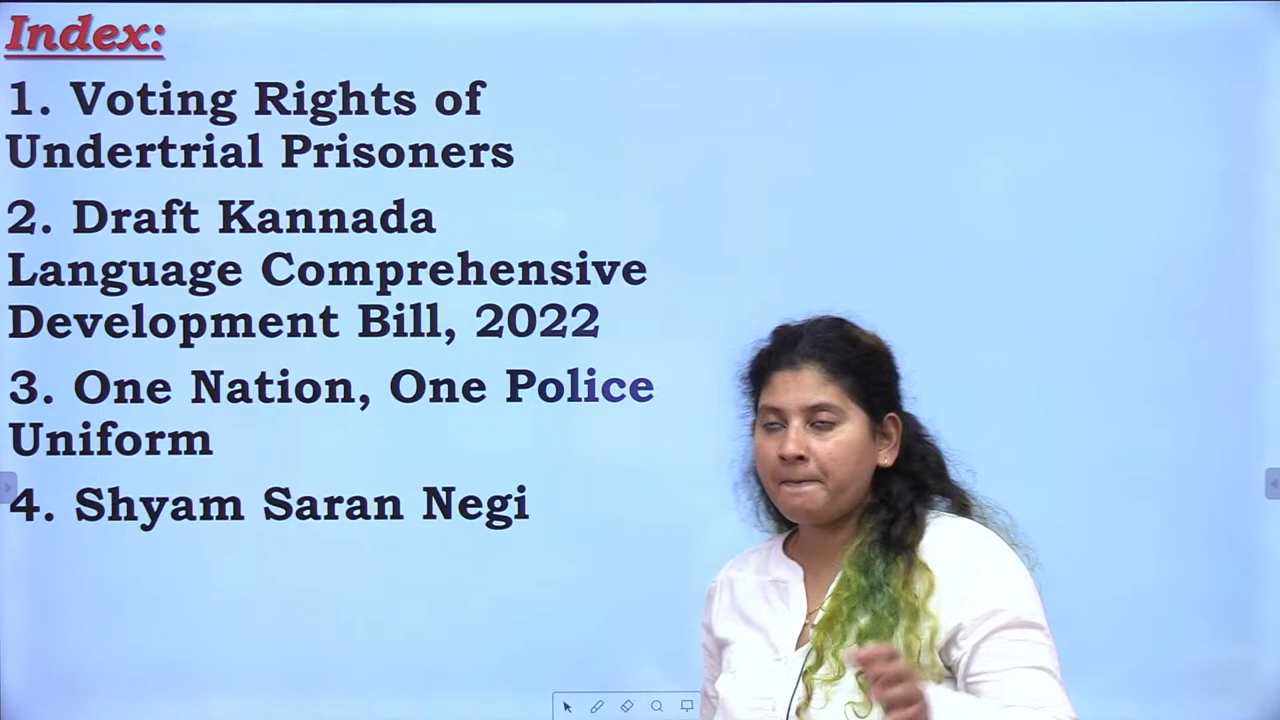 Index:
1. Voting Rights of
Undertrial Prisoners
2. Draft Kannada
Language Comprehensive
Development Bill, 2022
3. One Nation, One Police
Uniform
4. Shyam Saran Negi